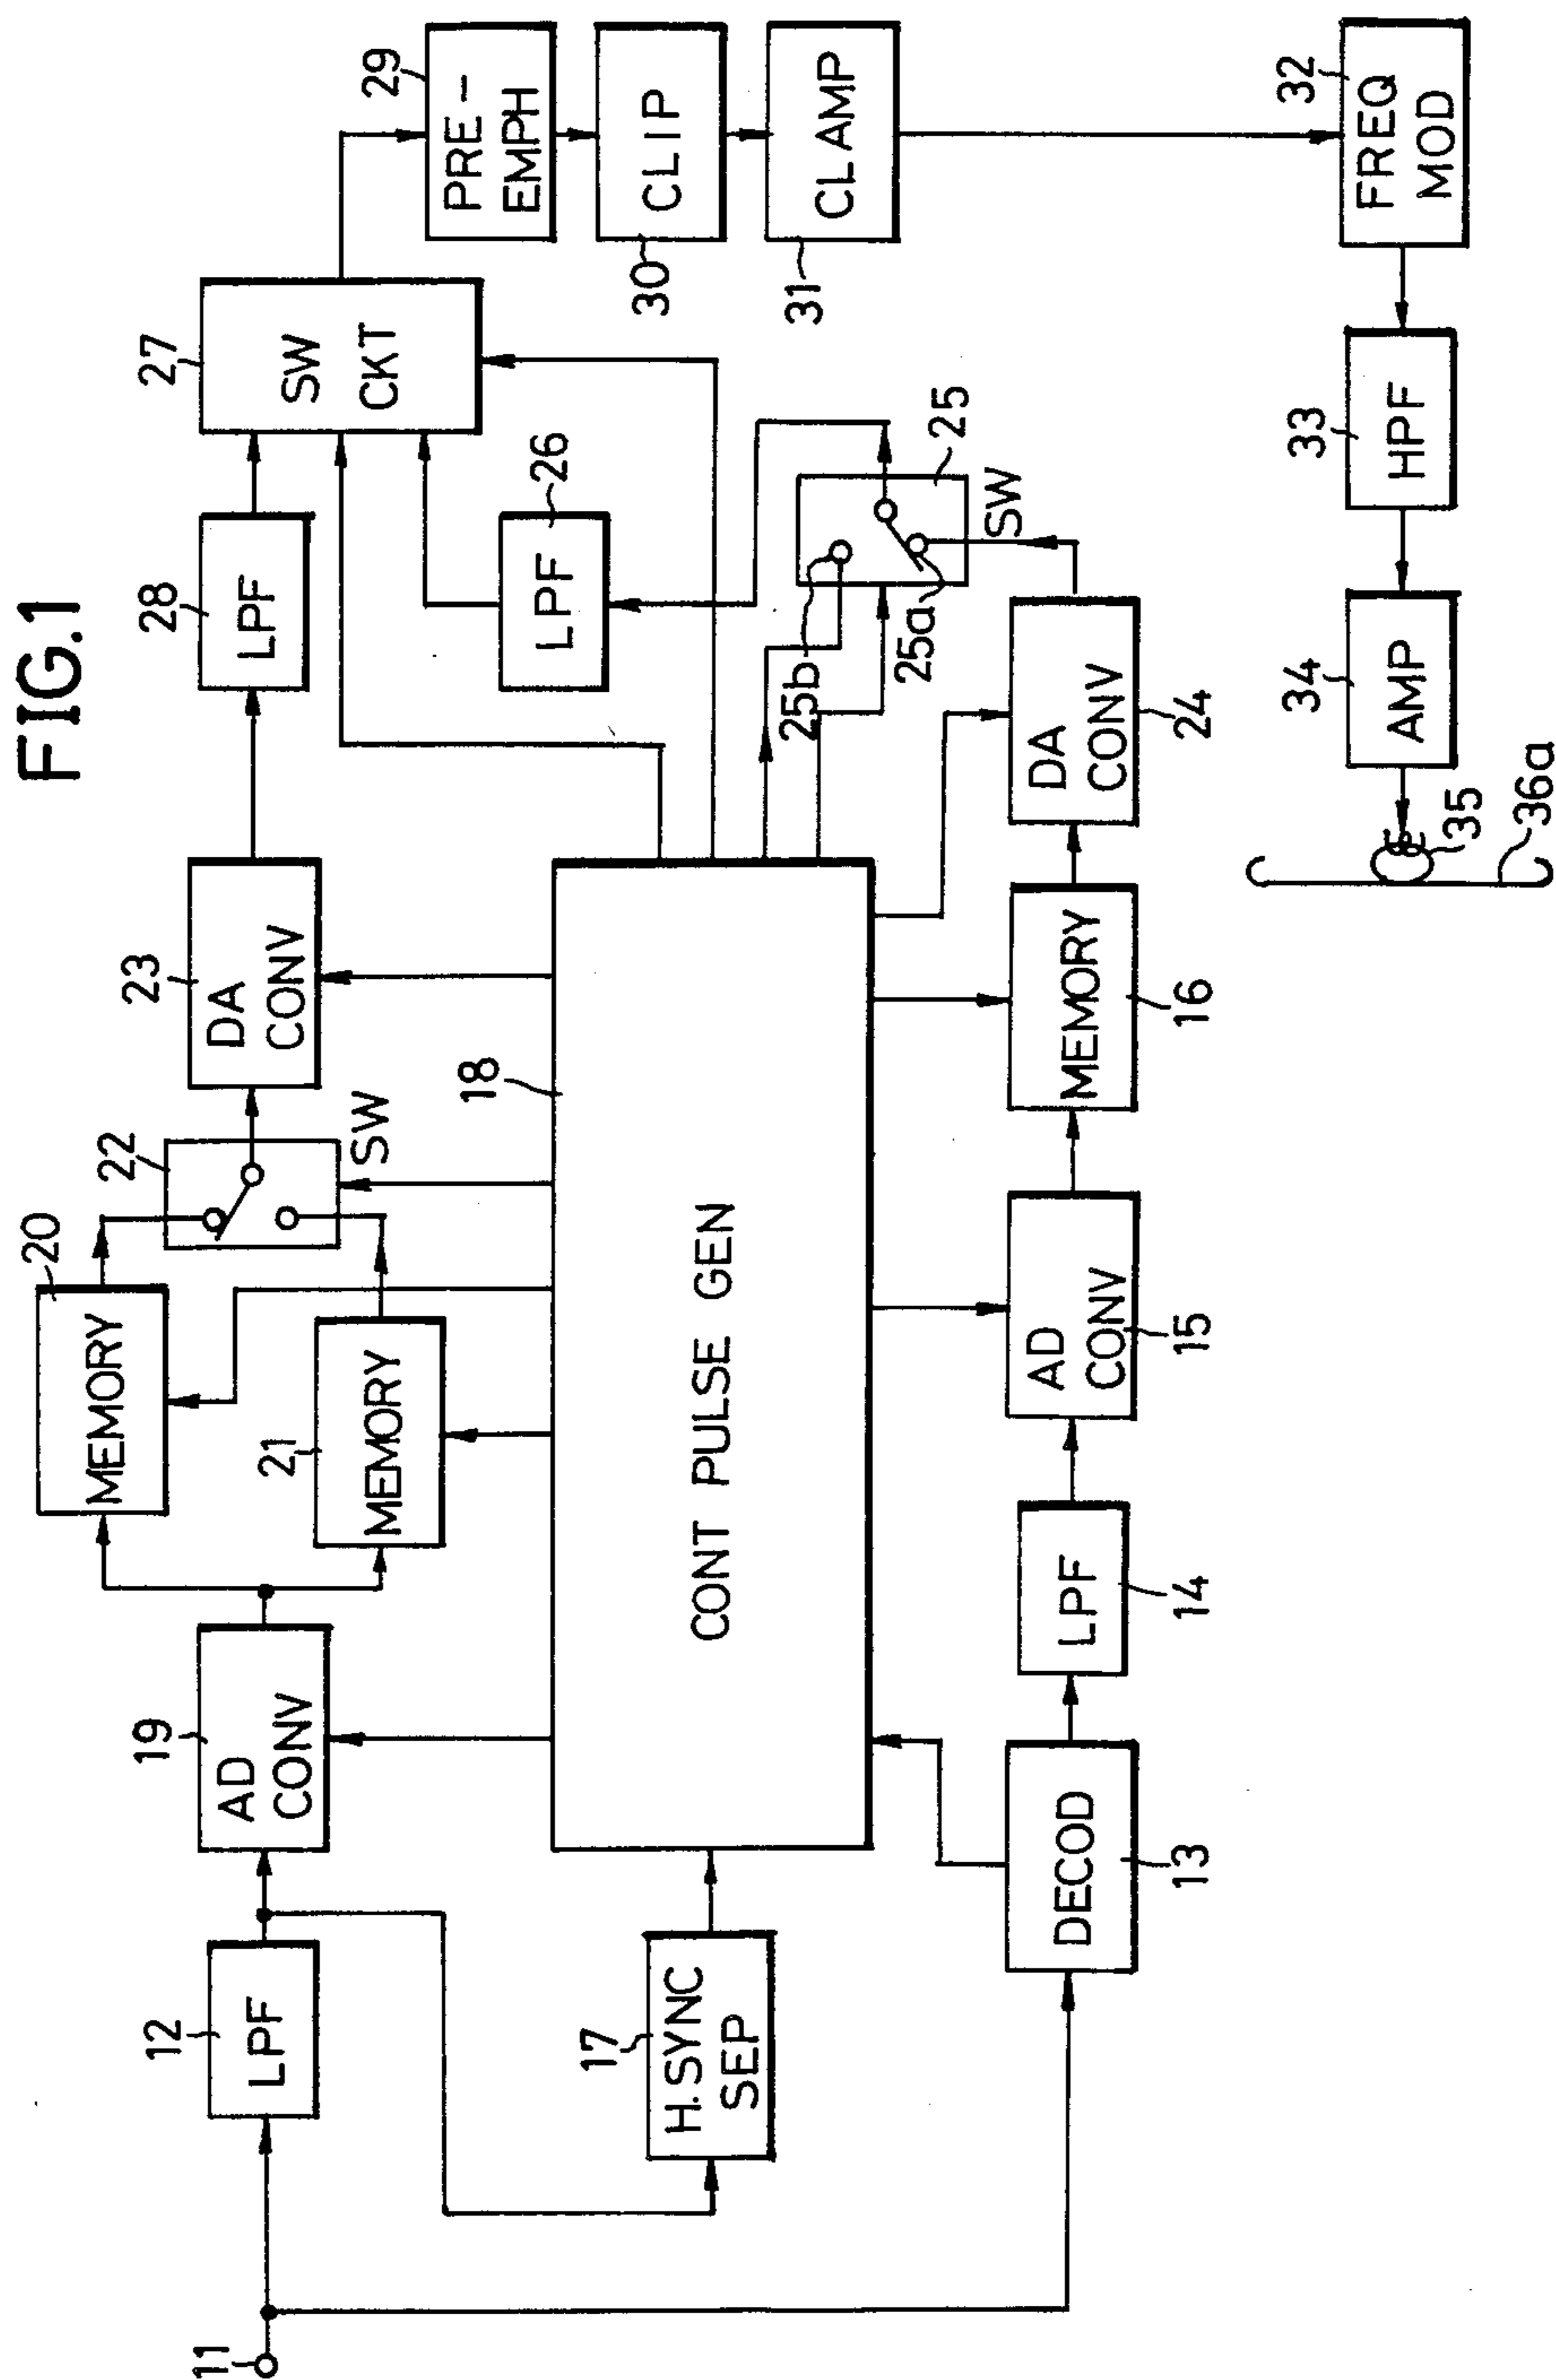 FIG.1
11
12
LPF
19
AD
CONV
20
MEMORY
21
MEMORY
22
SW
23
DA
CONV
28
LPF
27
SW
CKT
29
PRE-
EMPH
30
CLIP
31
CLAMP
17
H.SYNC
SEP
18
CONT PULSE GEN
26
LPF
25b
25a
25
SW
13
DECOD
14
LPF
15
AD
CONV
16
MEMORY
24
DA
CONV
36a
35
34
AMP
33
HPF
32
FREQ
MOD